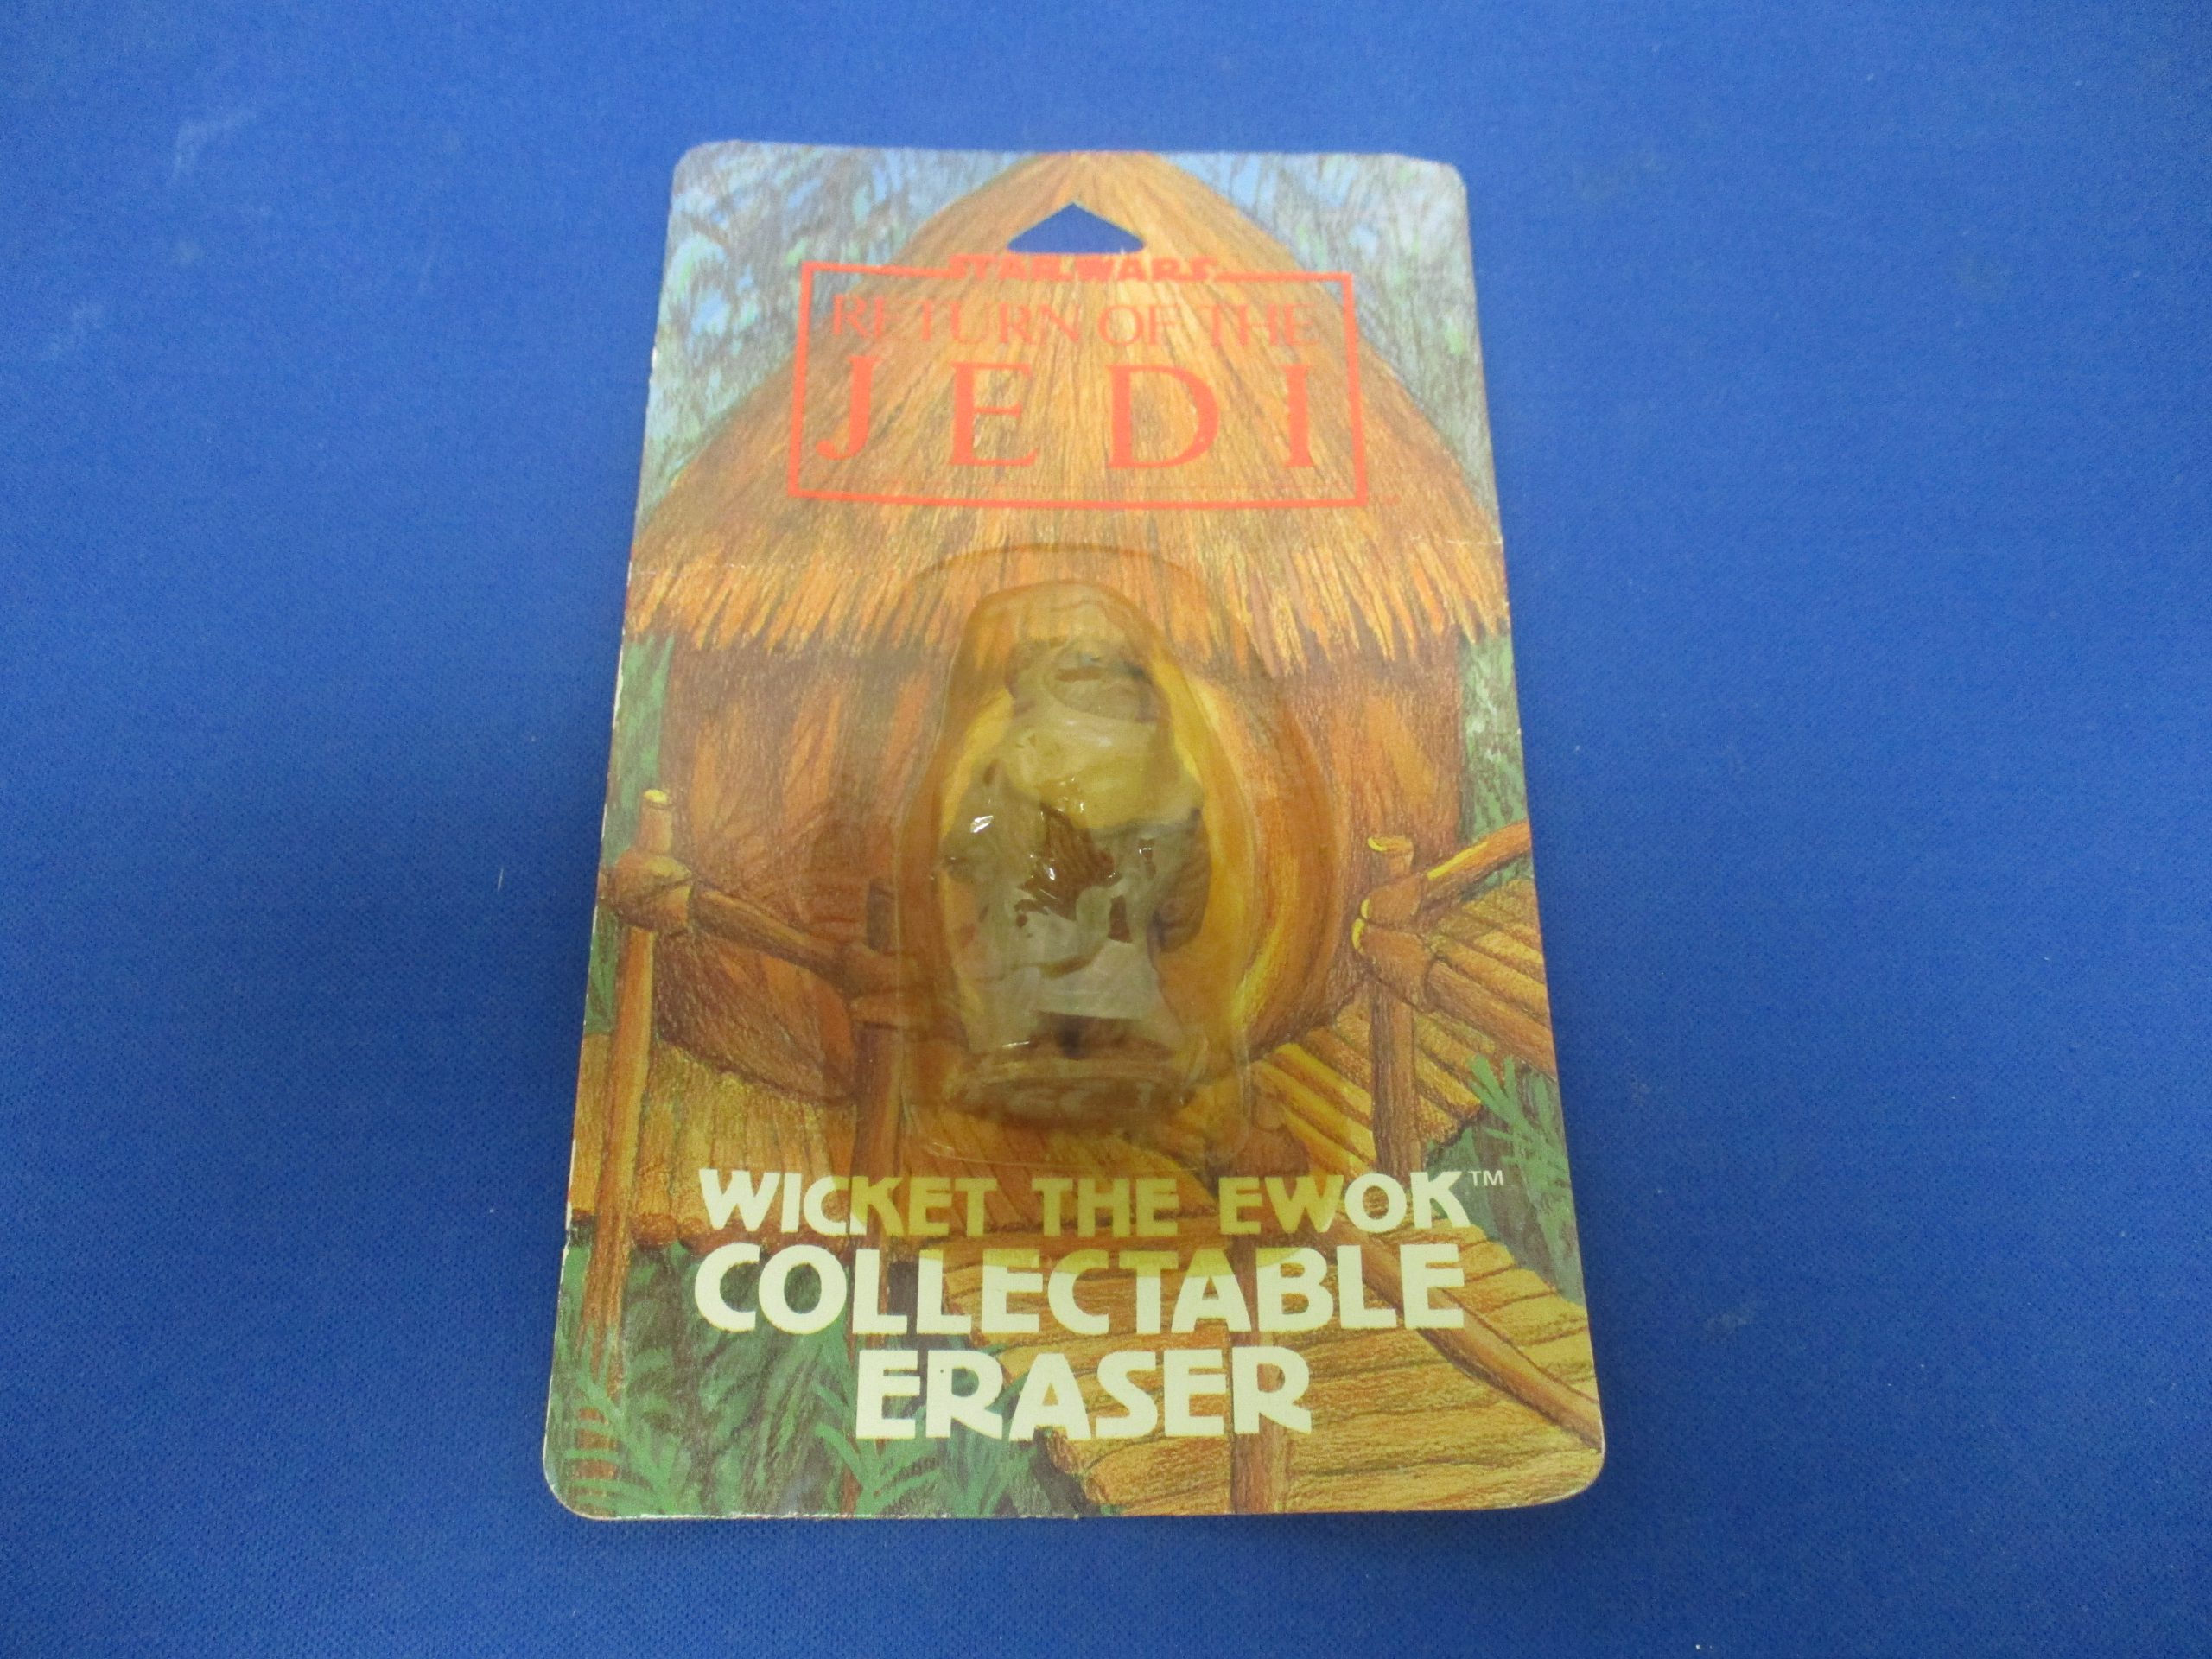 STAR WARS
RETURN OF THE
JEDI
WICKET THE EWOK™
COLLECTABLE
ERASER